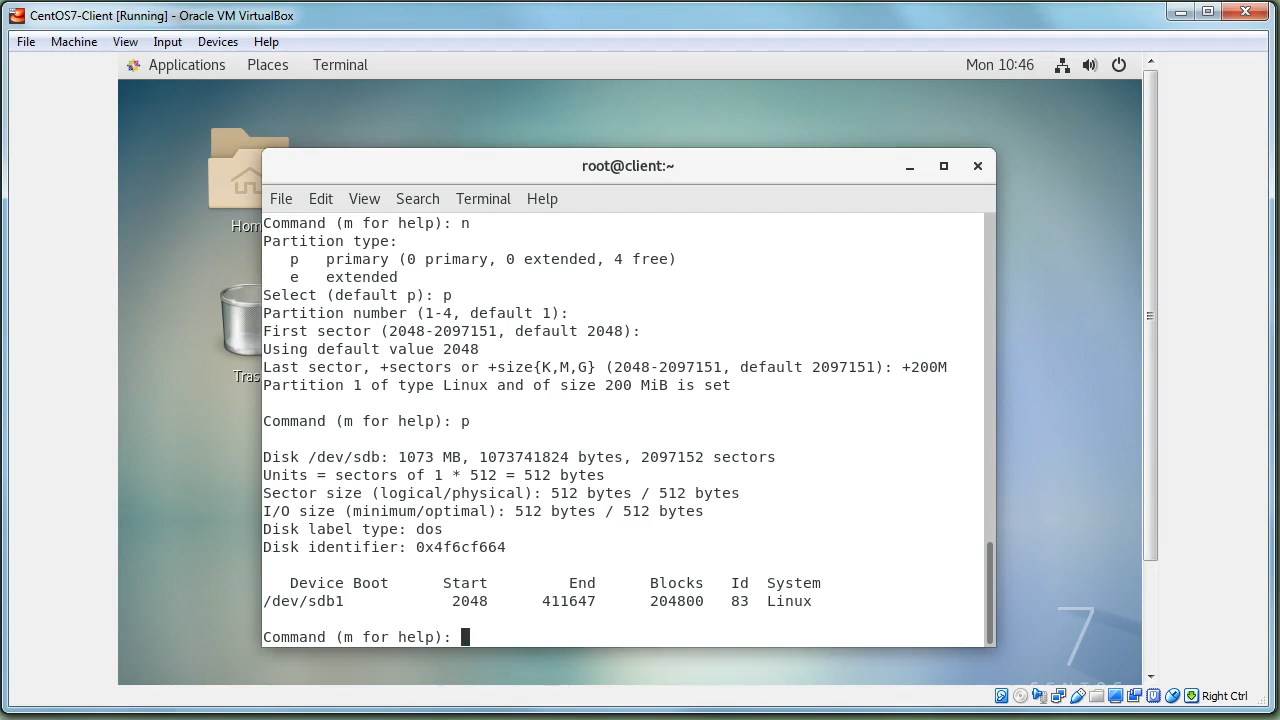 CentOS7-Client [Running] - Oracle VM VirtualBox
File Machine View Input Devices Help
Applications Places Terminal Mon 10:46
root@client:~
File Edit View Search Terminal Help
Command (m for help): n
Partition type:
   p   primary (0 primary, 0 extended, 4 free)
   e   extended
Select (default p): p
Partition number (1-4, default 1):
First sector (2048-2097151, default 2048):
Using default value 2048
Last sector, +sectors or +size{K,M,G} (2048-2097151, default 2097151): +200M
Partition 1 of type Linux and of size 200 MiB is set
Command (m for help): p
Disk /dev/sdb: 1073 MB, 1073741824 bytes, 2097152 sectors
Units = sectors of 1 * 512 = 512 bytes
Sector size (logical/physical): 512 bytes / 512 bytes
I/O size (minimum/optimal): 512 bytes / 512 bytes
Disk label type: dos
Disk identifier: 0x4f6cf664
   Device Boot      Start         End      Blocks   Id  System
/dev/sdb1            2048      411647      204800   83  Linux
Command (m for help):
Hom
Tras
7
Right Ctrl